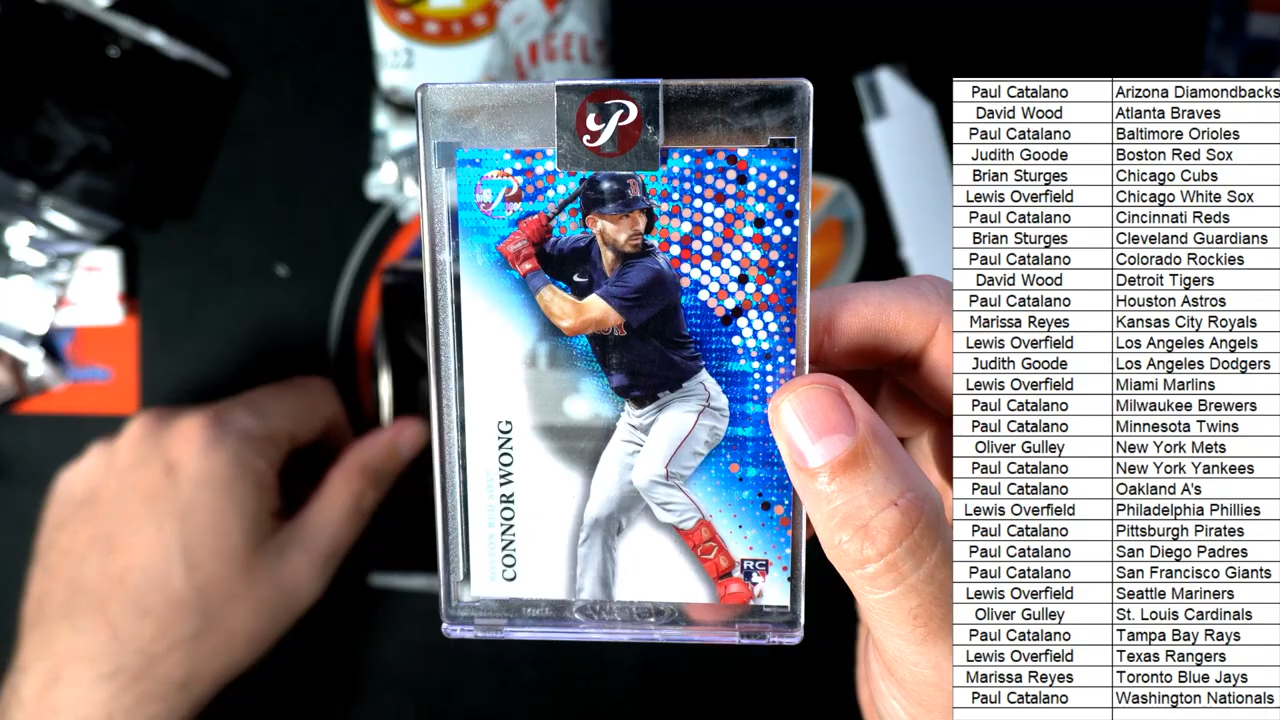 22
ANGELS
P
P
BOSTON RED SOX
CONNOR WONG
RC
Paul Catalano Arizona Diamondbacks
David Wood Atlanta Braves
Paul Catalano Baltimore Orioles
Judith Goode Boston Red Sox
Brian Sturges Chicago Cubs
Lewis Overfield Chicago White Sox
Paul Catalano Cincinnati Reds
Brian Sturges Cleveland Guardians
Paul Catalano Colorado Rockies
David Wood Detroit Tigers
Paul Catalano Houston Astros
Marissa Reyes Kansas City Royals
Lewis Overfield Los Angeles Angels
Judith Goode Los Angeles Dodgers
Lewis Overfield Miami Marlins
Paul Catalano Milwaukee Brewers
Paul Catalano Minnesota Twins
Oliver Gulley New York Mets
Paul Catalano New York Yankees
Paul Catalano Oakland A's
Lewis Overfield Philadelphia Phillies
Paul Catalano Pittsburgh Pirates
Paul Catalano San Diego Padres
Paul Catalano San Francisco Giants
Lewis Overfield Seattle Mariners
Oliver Gulley St. Louis Cardinals
Paul Catalano Tampa Bay Rays
Lewis Overfield Texas Rangers
Marissa Reyes Toronto Blue Jays
Paul Catalano Washington Nationals